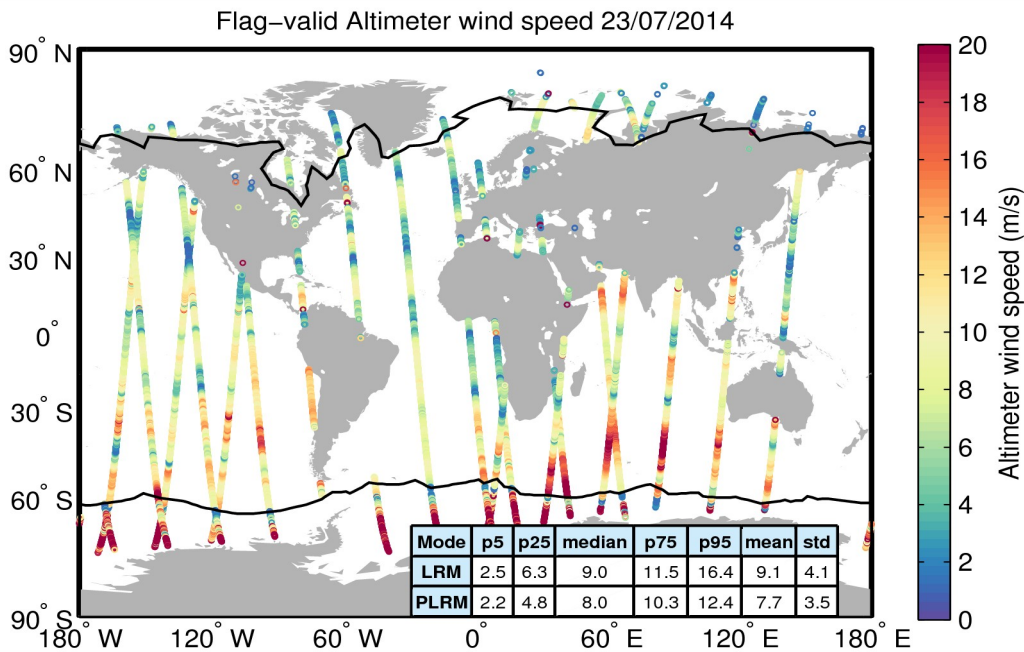 Flag−valid Altimeter wind speed 23/07/2014
90° N
60° N
30° N
0°
30° S
60° S
90° S
180° W
120° W
60° W
0°
60° E
120° E
180° E
Mode p5 p25 median p75 p95 mean std
LRM 2.5 6.3 9.0 11.5 16.4 9.1 4.1
PLRM 2.2 4.8 8.0 10.3 12.4 7.7 3.5
20
18
16
14
12
10
8
6
4
2
0
Altimeter wind speed (m/s)